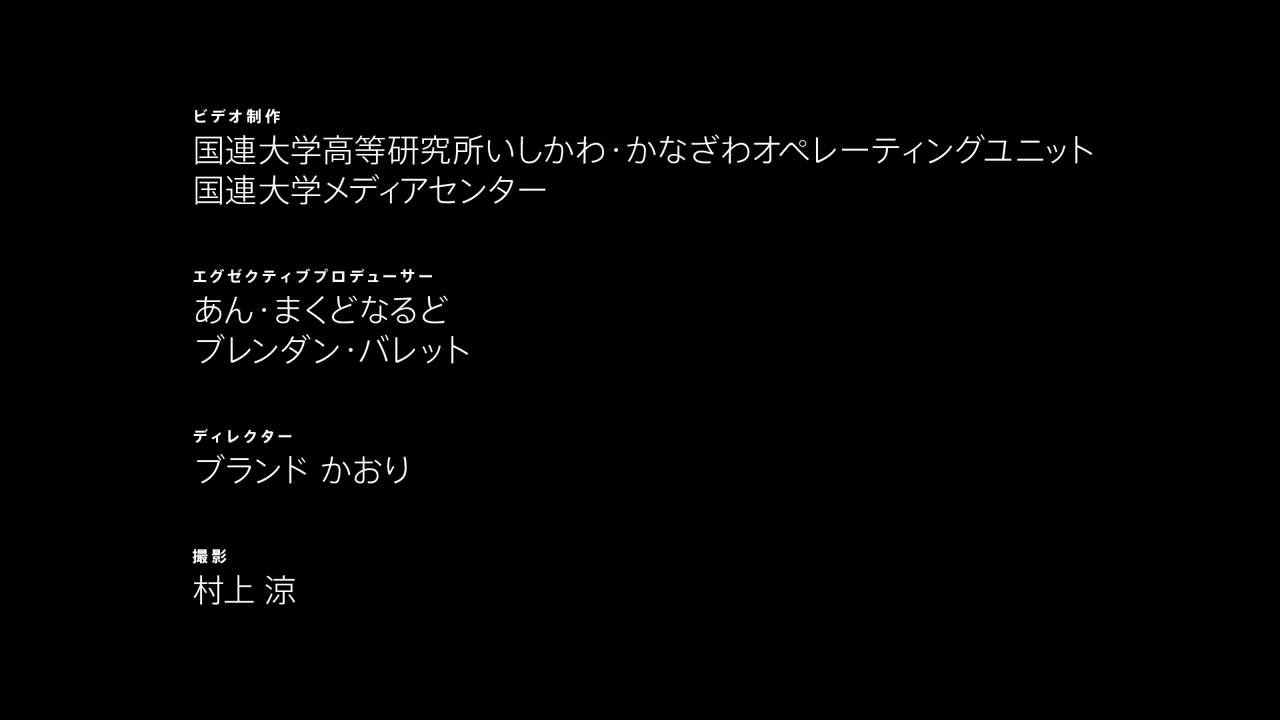 ビデオ制作
国連大学高等研究所いしかわ·かなざわオペレーティングユニット
国連大学メディアセンター
エグゼクティブプロデューサー
あん·まくどなるど
ブレンダン·バレット
ディレクター
ブランド かおり
撮影
村上 涼